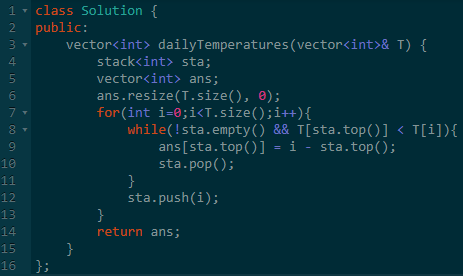 1 class Solution {
2 public:
3     vector<int> dailyTemperatures(vector<int>& T) {
4         stack<int> sta;
5         vector<int> ans;
6         ans.resize(T.size(), 0);
7         for(int i=0;i<T.size();i++){
8             while(!sta.empty() && T[sta.top()] < T[i]){
9                 ans[sta.top()] = i - sta.top();
10                 sta.pop();
11             }
12             sta.push(i);
13         }
14         return ans;
15     }
16 };